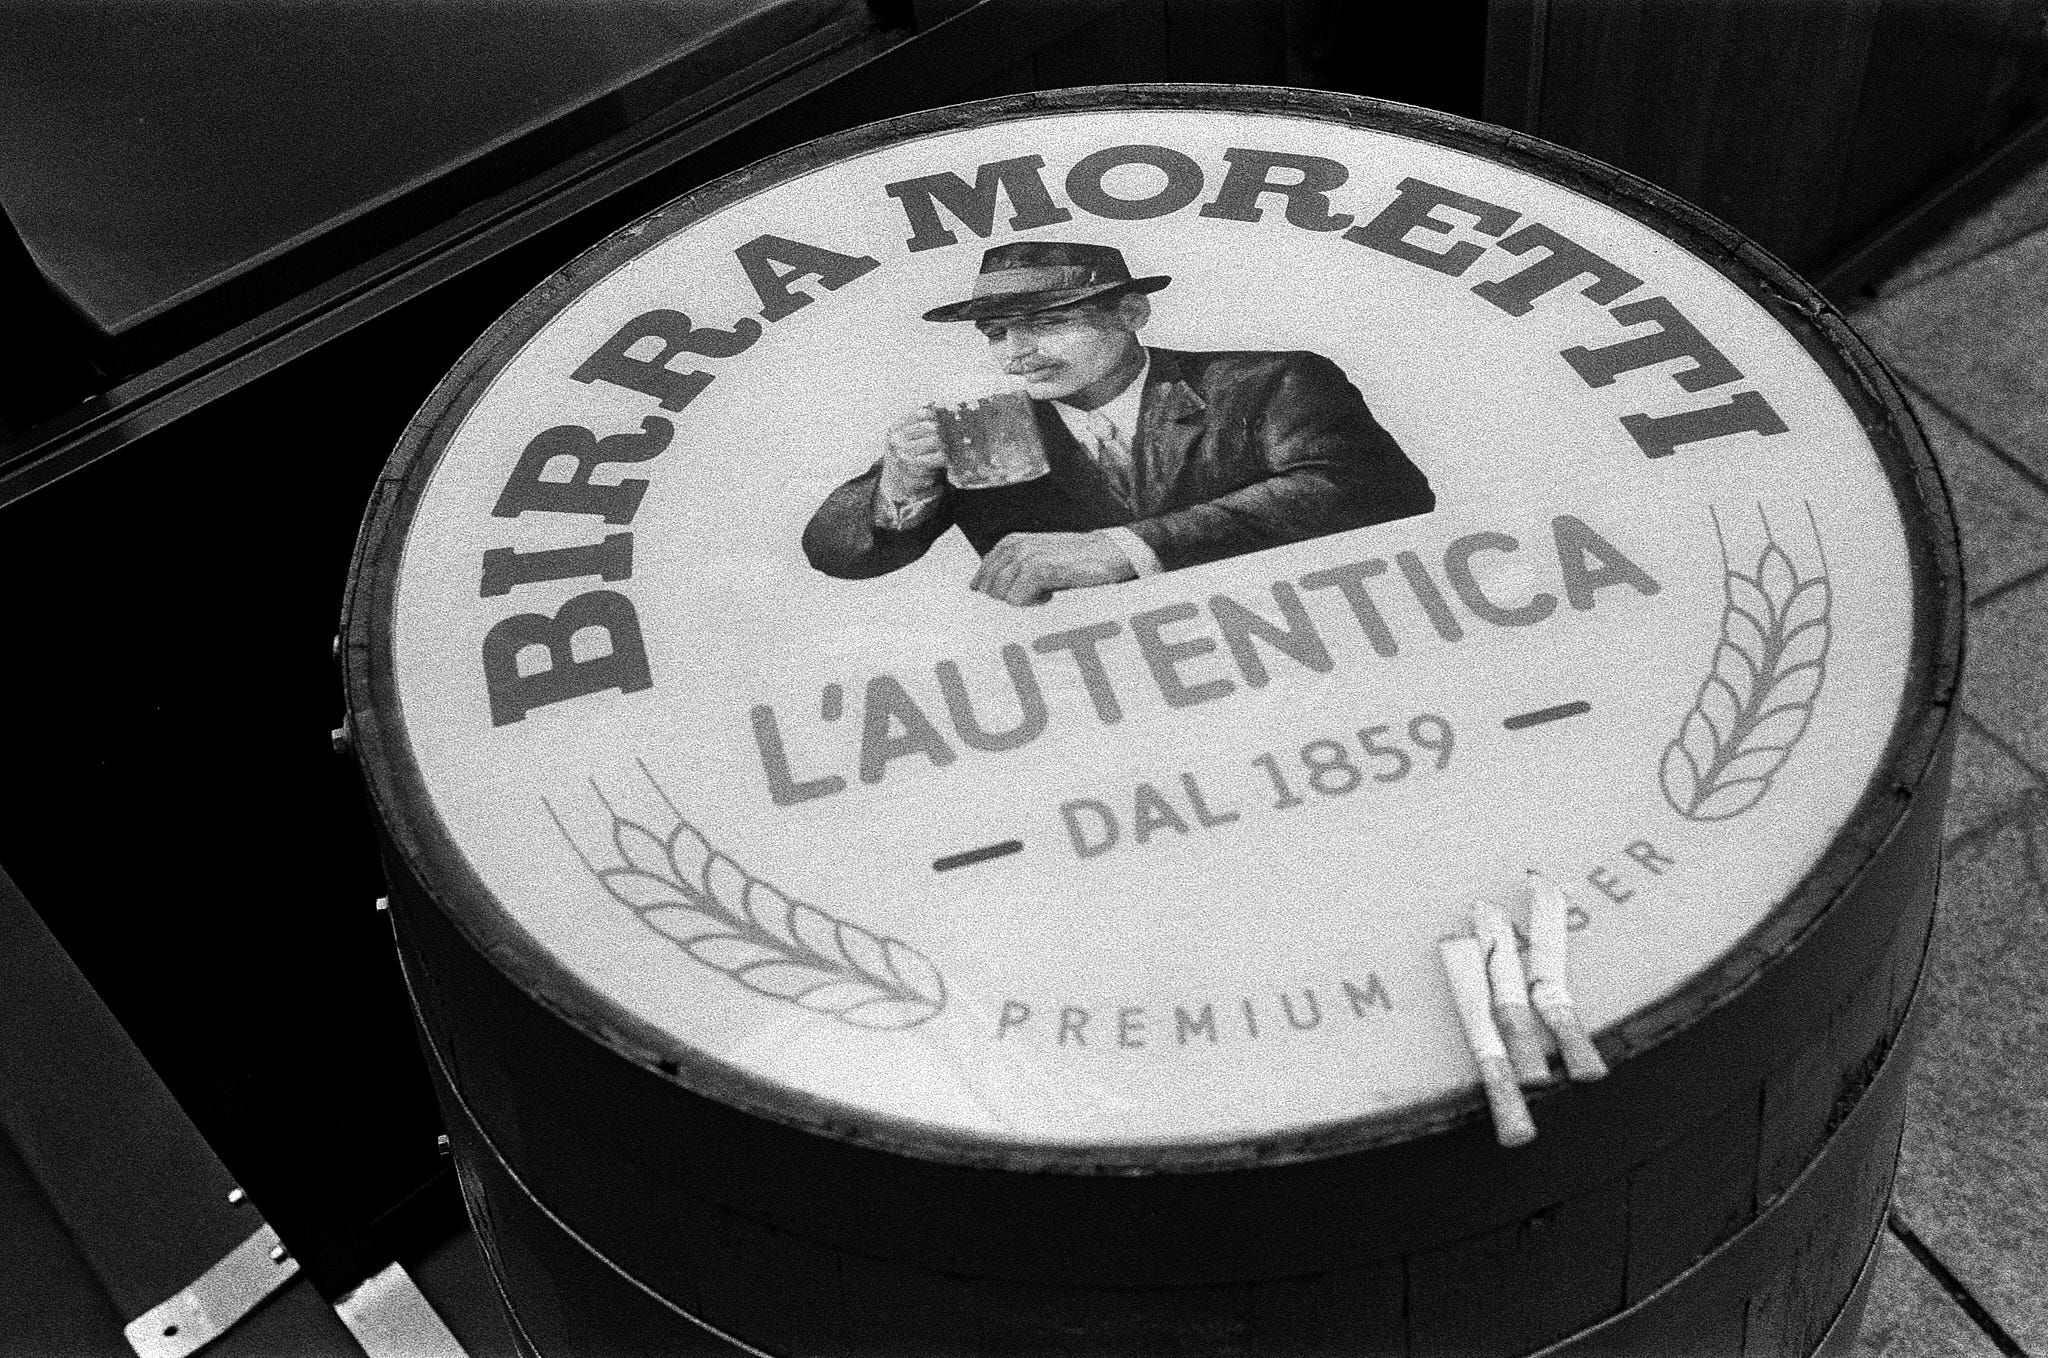 BIRRA MORETTI
L'AUTENTICA
— DAL 1859 —
PREMIUM